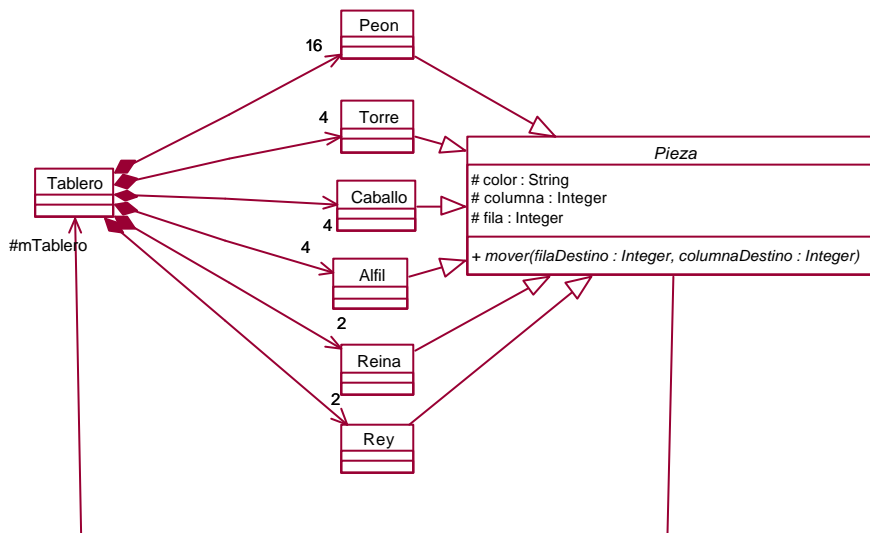 Peon
16
Torre
4
Pieza
# color : String
# columna : Integer
# fila : Integer
+ mover(filaDestino : Integer, columnaDestino : Integer)
Tablero
#mTablero
Caballo
4
Alfil
4
Reina
2
Rey
2